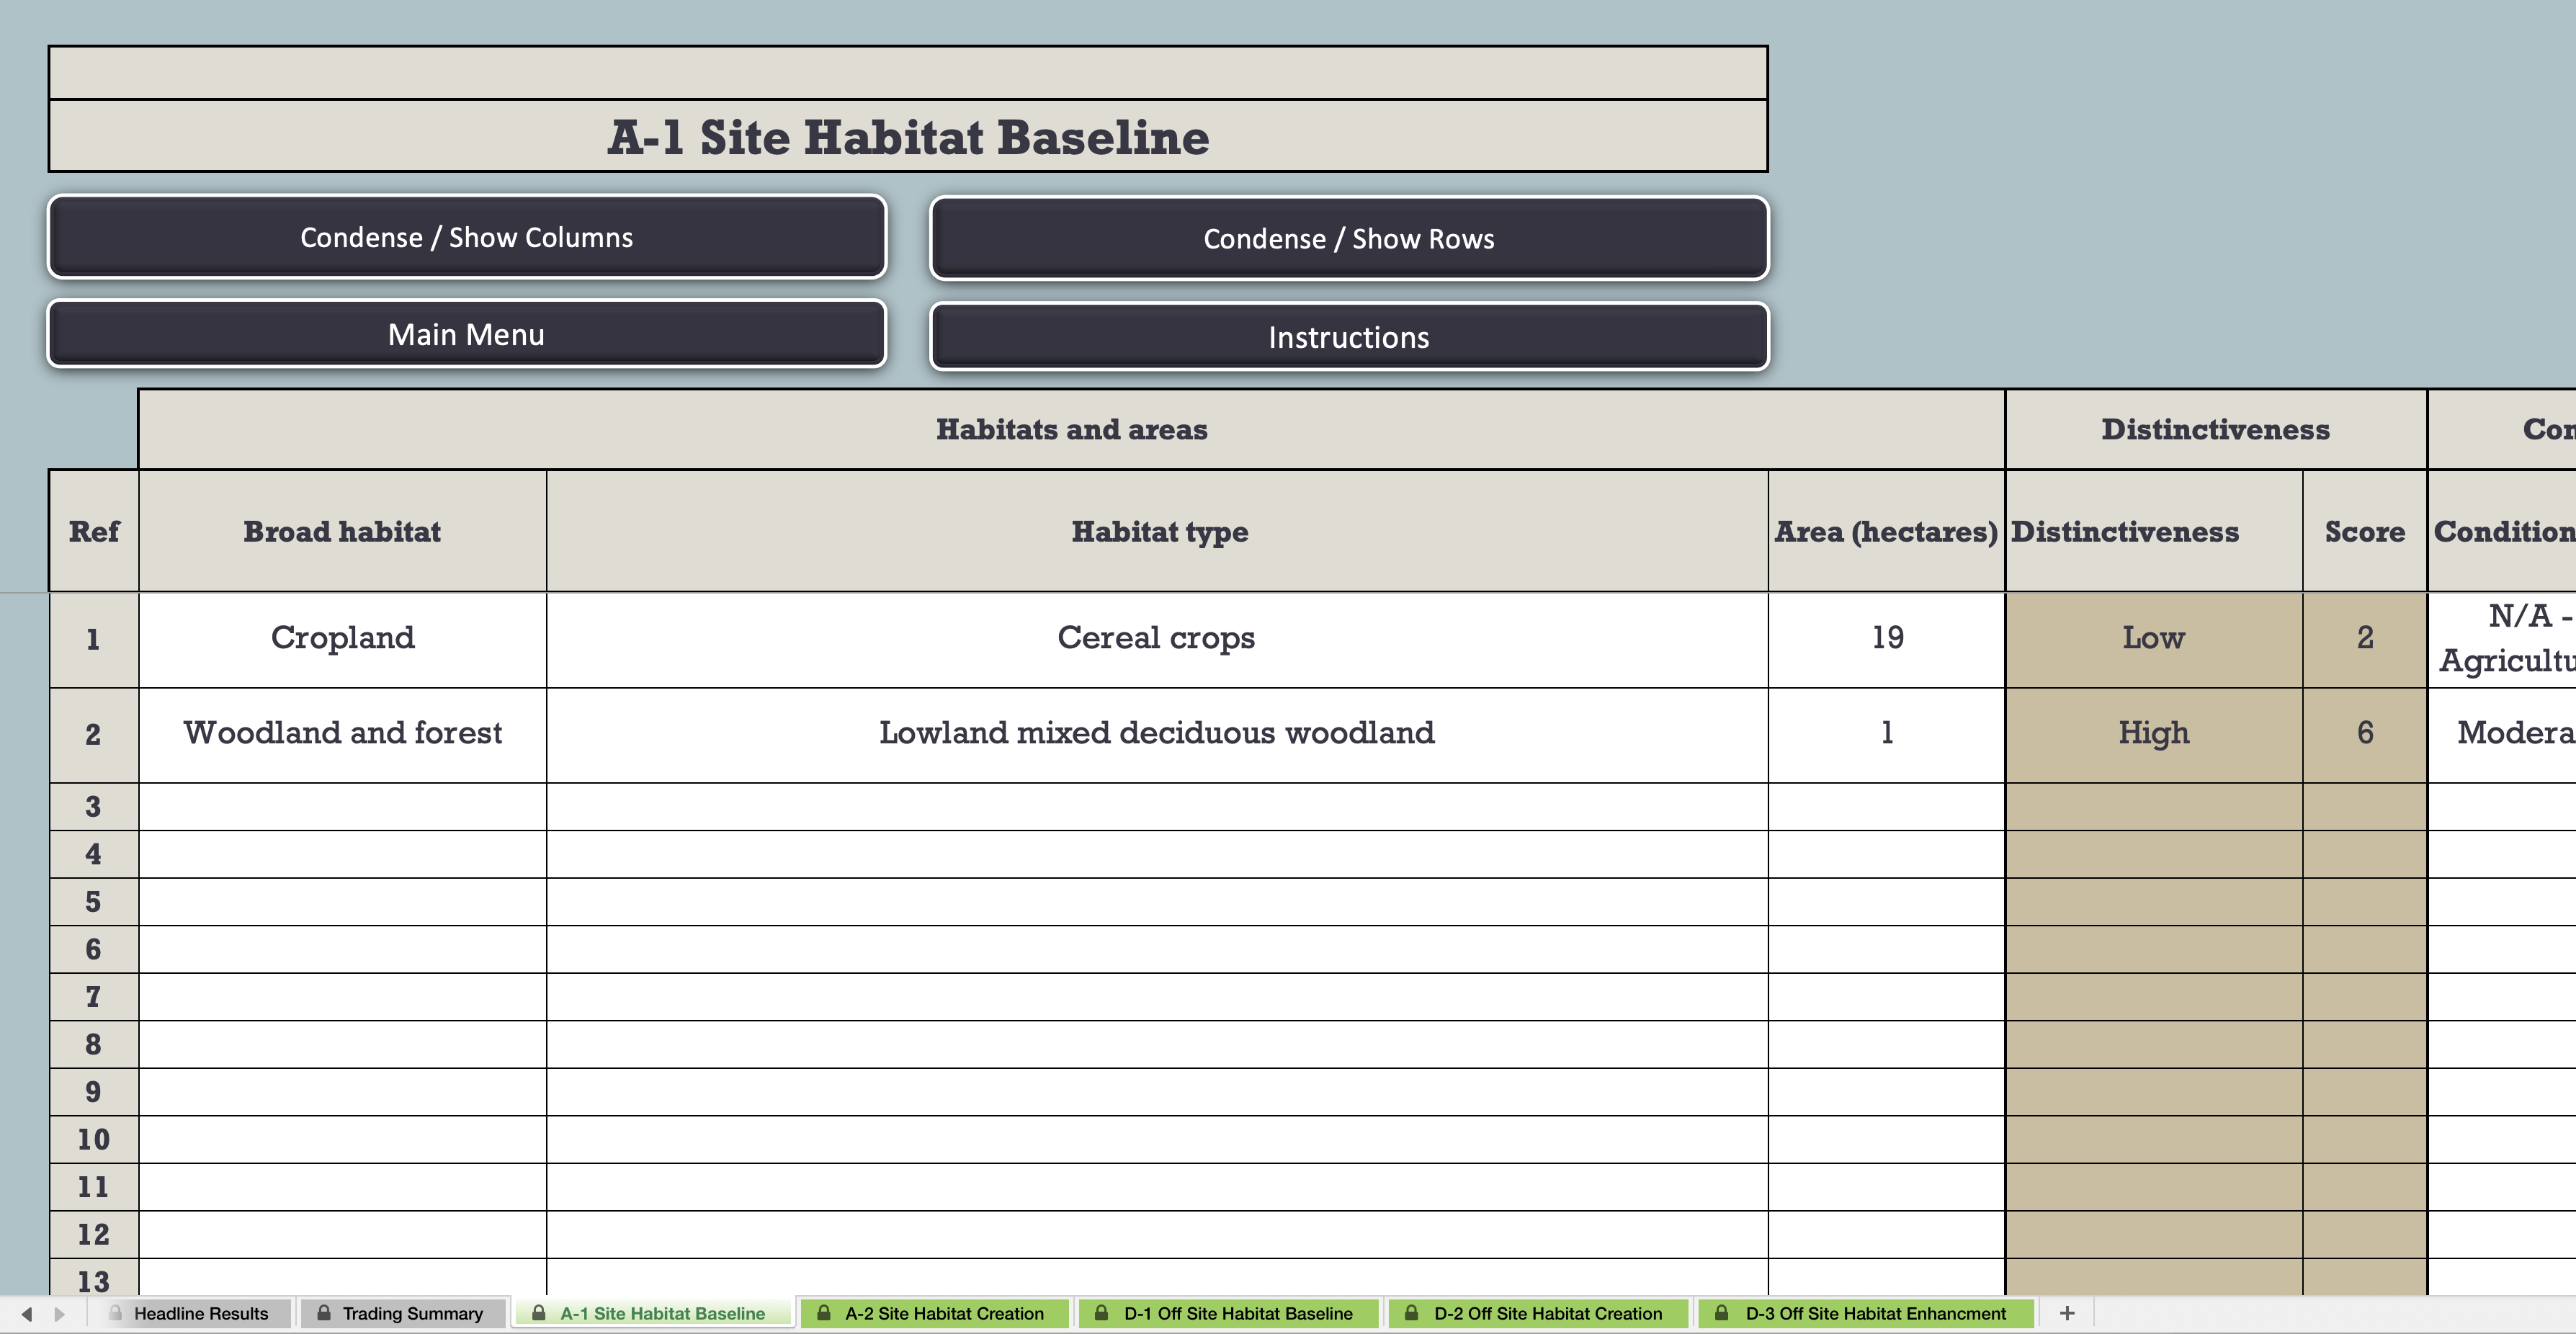 A-1 Site Habitat Baseline
Condense / Show Columns
Condense / Show Rows
Main Menu
Instructions
Habitats and areas
Distinctiveness
Con
Ref
Broad habitat
Habitat type
Area (hectares)
Distinctiveness
Score
Condition
1
Cropland
Cereal crops
19
Low
2
N/A -
Agricultu
2
Woodland and forest
Lowland mixed deciduous woodland
1
High
6
Modera
3
4
5
6
7
8
9
10
11
12
13
Headline Results
Trading Summary
A-1 Site Habitat Baseline
A-2 Site Habitat Creation
D-1 Off Site Habitat Baseline
D-2 Off Site Habitat Creation
D-3 Off Site Habitat Enhancment
+